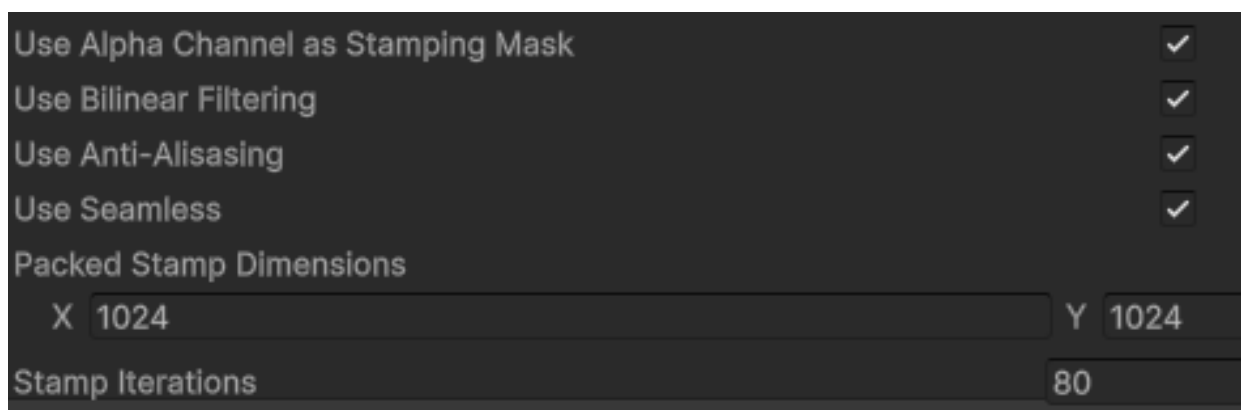 Use Alpha Channel as Stamping Mask
Use Bilinear Filtering
Use Anti-Alisasing
Use Seamless
Packed Stamp Dimensions
X 1024 Y 1024
Stamp Iterations 80